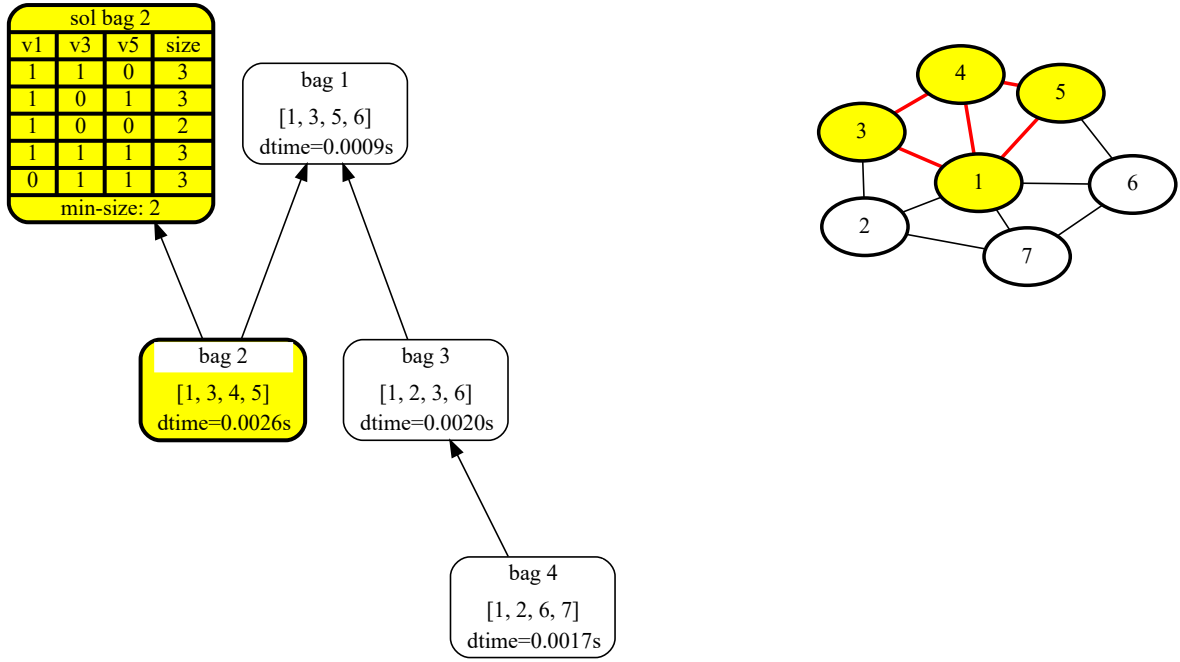 sol bag 2
v1 v3 v5 size
1 1 0 3
1 0 1 3
1 0 0 2
1 1 1 3
0 1 1 3
min-size: 2
bag 1
[1, 3, 5, 6]
dtime=0.0009s
bag 2
[1, 3, 4, 5]
dtime=0.0026s
bag 3
[1, 2, 3, 6]
dtime=0.0020s
bag 4
[1, 2, 6, 7]
dtime=0.0017s
4
5
3
1
6
2
7